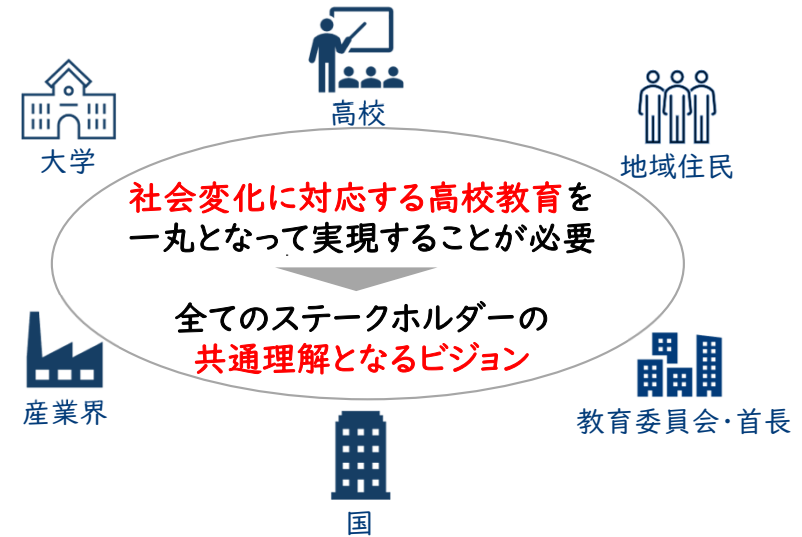 高校
大学
地域住民
社会変化に対応する高校教育を
一丸となって実現することが必要
全てのステークホルダーの
共通理解となるビジョン
産業界
教育委員会・首長
国